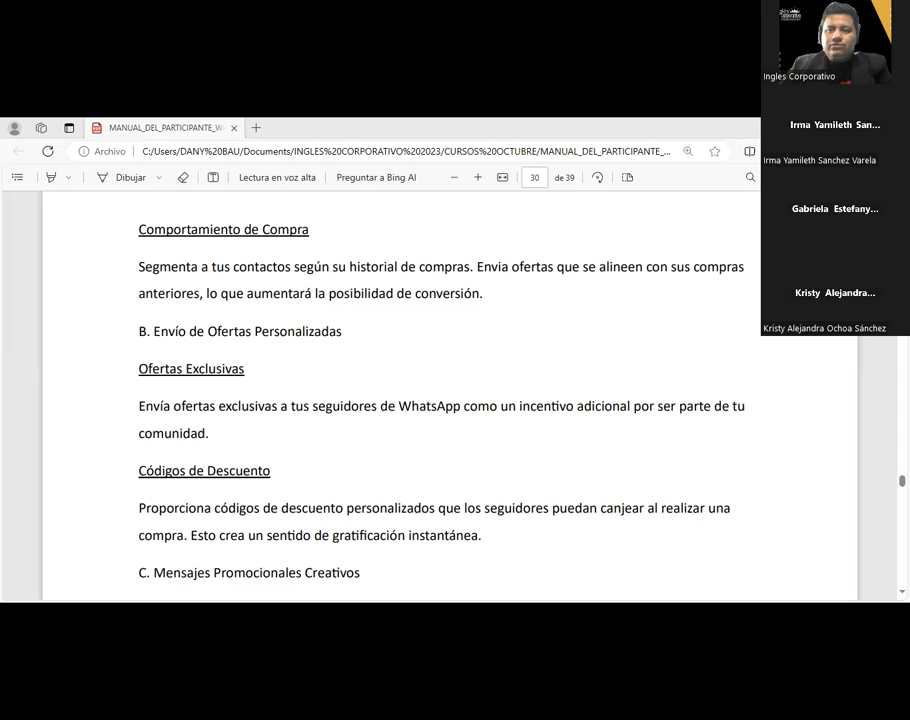 MANUAL_DEL_PARTICIPANTE_W
Archivo
C:/Users/DANY%20BAU/Documents/INGLES%20CORPORATIVO%202023/CURSOS%20OCTUBRE/MANUAL_DEL_PARTICIPANTE_...
Dibujar
Lectura en voz alta
Preguntar a Bing AI
30
de 39
Comportamiento de Compra
Segmenta a tus contactos según su historial de compras. Envia ofertas que se alineen con sus compras
anteriores, lo que aumentará la posibilidad de conversión.
B. Envío de Ofertas Personalizadas
Ofertas Exclusivas
Envía ofertas exclusivas a tus seguidores de WhatsApp como un incentivo adicional por ser parte de tu
comunidad.
Códigos de Descuento
Proporciona códigos de descuento personalizados que los seguidores puedan canjear al realizar una
compra. Esto crea un sentido de gratificación instantánea.
C. Mensajes Promocionales Creativos
Ingles Corporativo
Irma Yamileth San...
Irma Yamileth Sanchez Varela
Gabriela Estefany...
Kristy Alejandra...
Kristy Alejandra Ochoa Sánchez